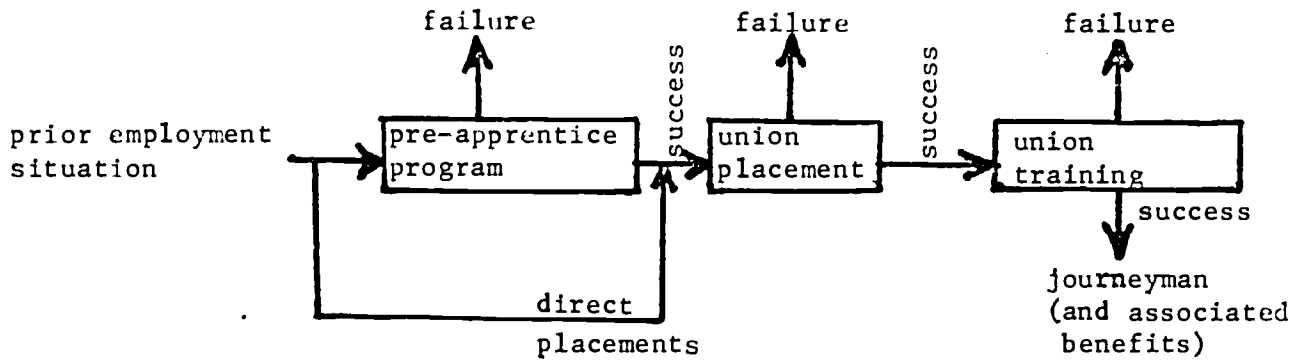 failure
failure
failure
prior employment
situation
pre-apprentice
program
success
union
placement
success
union
training
success
direct
placements
journeyman
(and associated
benefits)